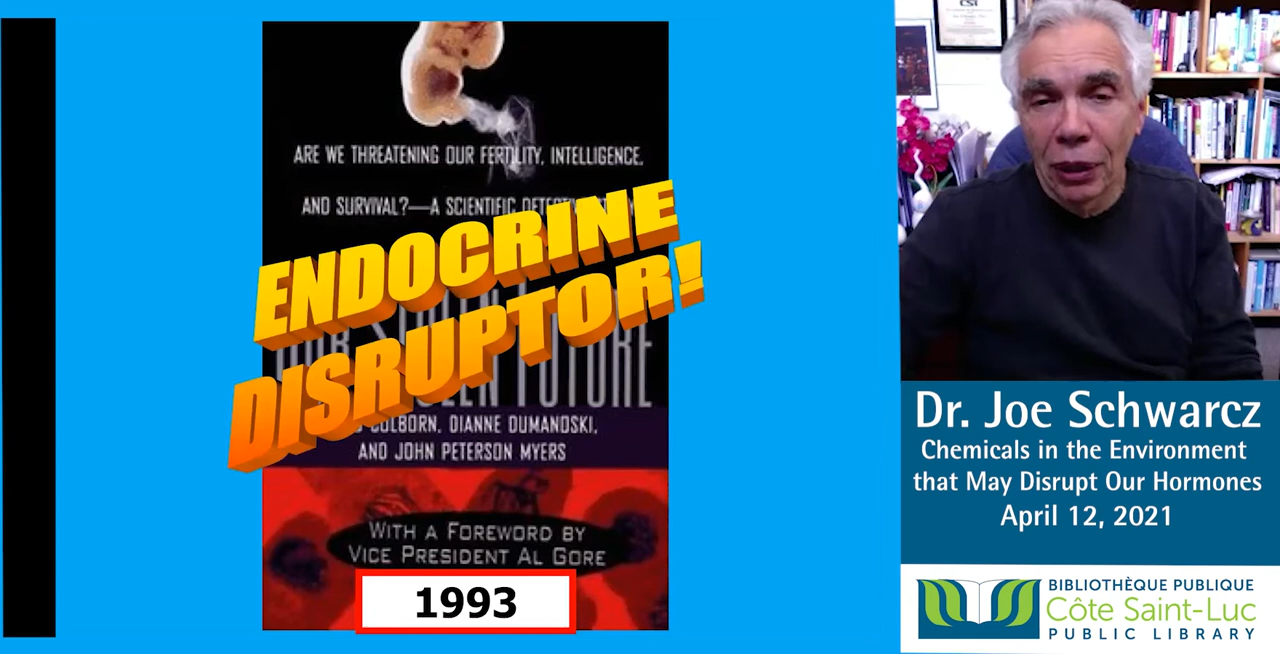 ARE WE THREATENING OUR FERTILITY, INTELLIGENCE,
AND SURVIVAL?—A SCIENTIFIC
ENDOCRINE
DISRUPTOR!
FUTURE
DIANNE DUMANOSKI,
AND JOHN PETERSON MYERS
WITH A FOREWORD BY
VICE PRESIDENT AL GORE
1993
CSI
Dr. Joe Schwarcz
Chemicals in the Environment
that May Disrupt Our Hormones
April 12, 2021
BIBLIOTHÈQUE PUBLIQUE
Côte Saint-Luc
PUBLIC LIBRARY